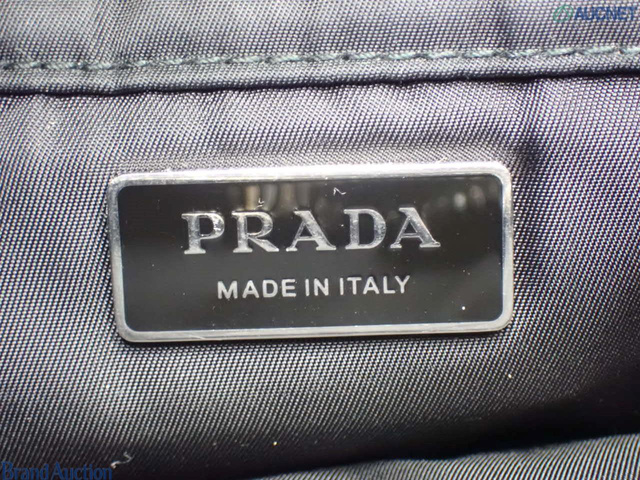 AUCNET
PRADA
MADE IN ITALY
Brand Auction